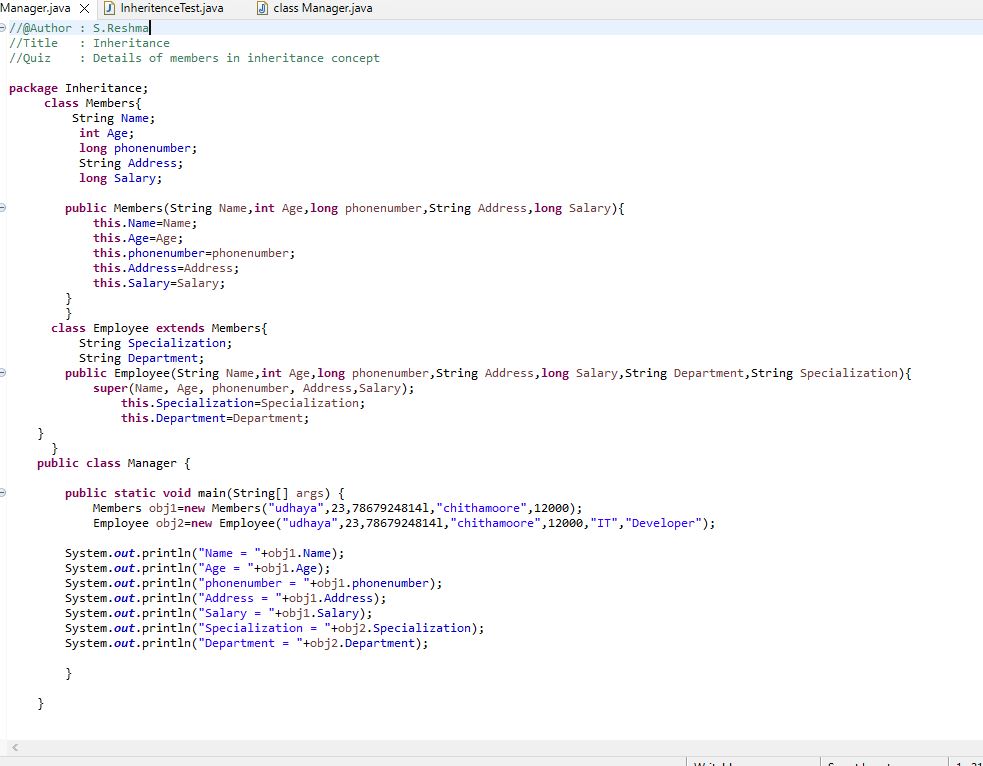 Manager.java InheritenceTest.java class Manager.java
//@Author : S.Reshma
//Title   : Inheritance
//Quiz    : Details of members in inheritance concept
package Inheritance;
class Members{
String Name;
int Age;
long phonenumber;
String Address;
long Salary;
public Members(String Name,int Age,long phonenumber,String Address,long Salary){
this.Name=Name;
this.Age=Age;
this.phonenumber=phonenumber;
this.Address=Address;
this.Salary=Salary;
}
}
class Employee extends Members{
String Specialization;
String Department;
public Employee(String Name,int Age,long phonenumber,String Address,long Salary,String Department,String Specialization){
super(Name, Age, phonenumber, Address,Salary);
this.Specialization=Specialization;
this.Department=Department;
}
}
public class Manager {
public static void main(String[] args) {
Members obj1=new Members("udhaya",23,7867924814l,"chithamoore",12000);
Employee obj2=new Employee("udhaya",23,7867924814l,"chithamoore",12000,"IT","Developer");
System.out.println("Name = "+obj1.Name);
System.out.println("Age = "+obj1.Age);
System.out.println("phonenumber = "+obj1.phonenumber);
System.out.println("Address = "+obj1.Address);
System.out.println("Salary = "+obj1.Salary);
System.out.println("Specialization = "+obj2.Specialization);
System.out.println("Department = "+obj2.Department);
}
}